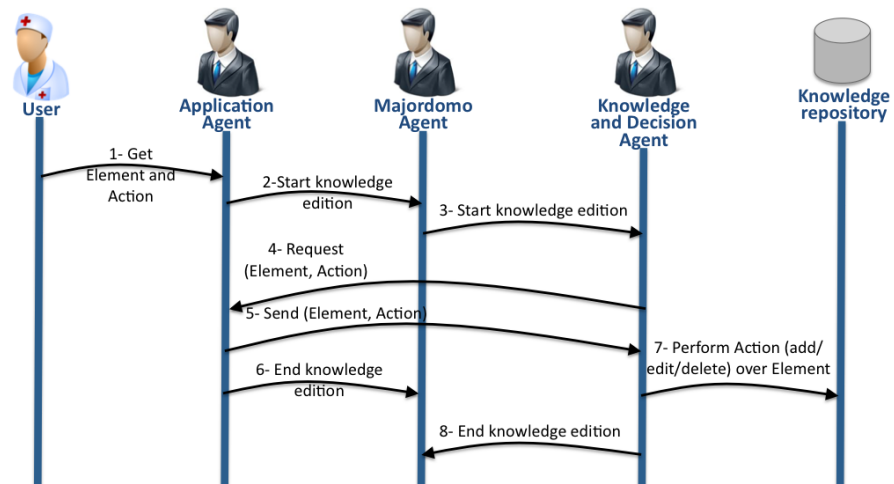 User
Application
Agent
Majordomo
Agent
Knowledge
and Decision
Agent
Knowledge
repository
1- Get
Element and
Action
2-Start knowledge
edition
3- Start knowledge edition
4- Request
(Element, Action)
5- Send (Element, Action)
6- End knowledge
edition
7- Perform Action (add/
edit/delete) over Element
8- End knowledge edition